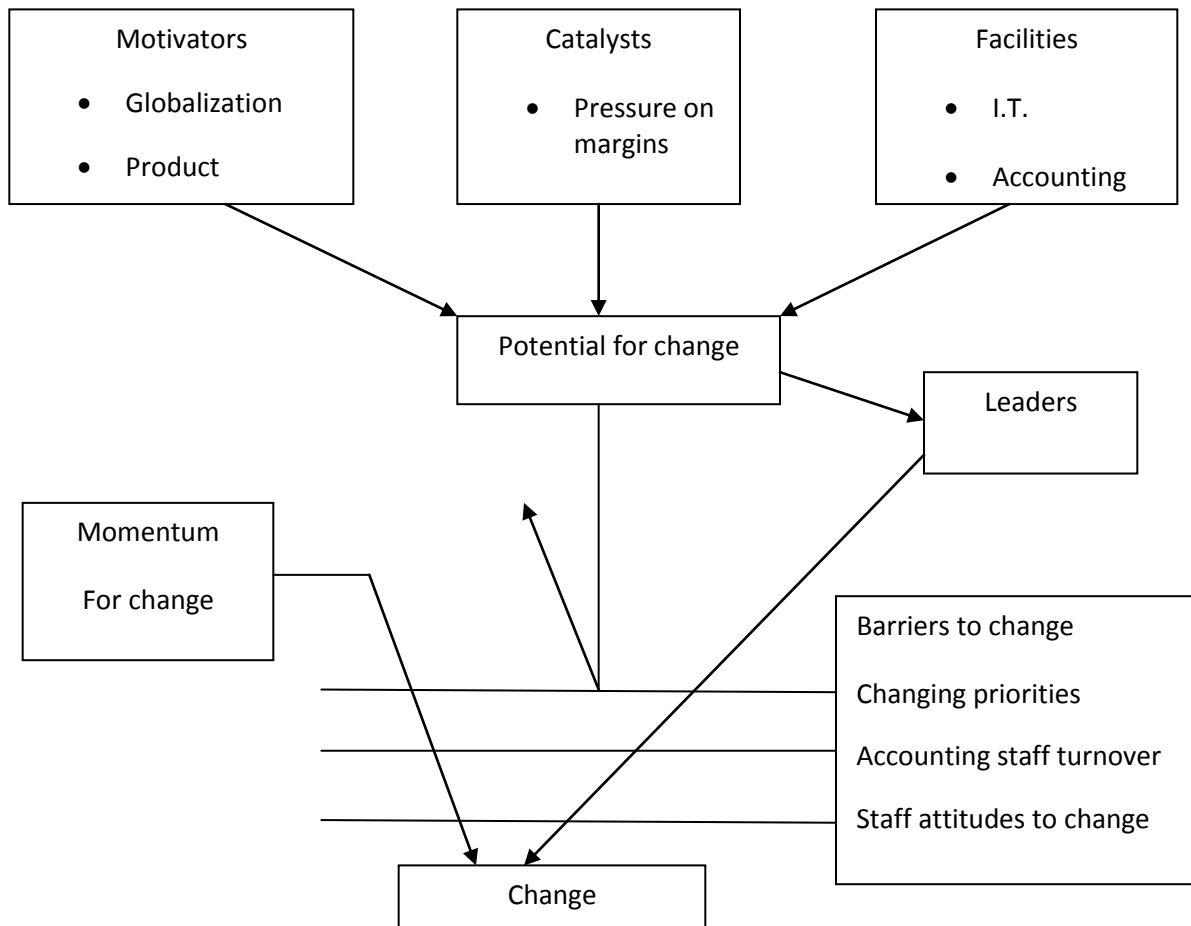 Motivators
• Globalization
• Product
Catalysts
• Pressure on
margins
Facilities
• I.T.
• Accounting
Potential for change
Leaders
Momentum
For change
Barriers to change
Changing priorities
Accounting staff turnover
Staff attitudes to change
Change